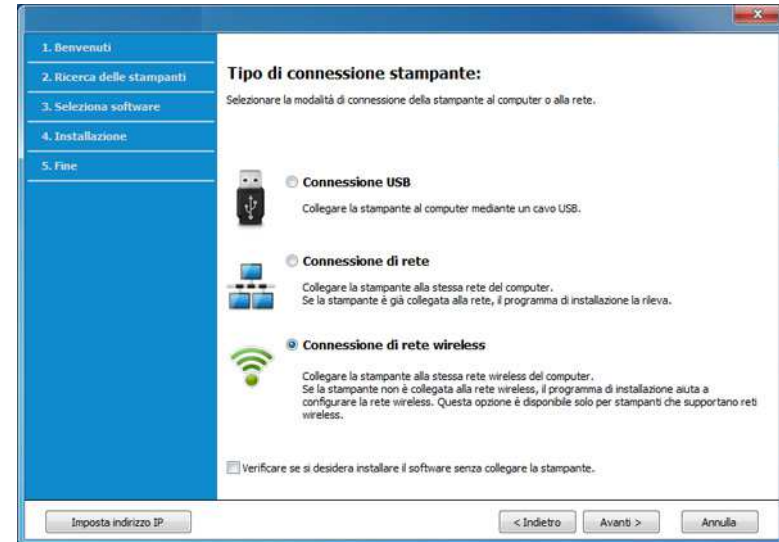 1. Benvenuti
2. Ricerca delle stampanti
3. Seleziona software
4. Installazione
5. Fine
Tipo di connessione stampante:
Selezionare la modalità di connessione della stampante al computer o alla rete.
Connessione USB
Collegare la stampante al computer mediante un cavo USB.
Connessione di rete
Collegare la stampante alla stessa rete del computer.
Se la stampante è già collegata alla rete, il programma di installazione la rileva.
Connessione di rete wireless
Collegare la stampante alla stessa rete wireless del computer.
Se la stampante non è collegata alla rete wireless, il programma di installazione aiuta a
configurare la rete wireless. Questa opzione è disponibile solo per stampanti che supportano reti
wireless.
Verificare se si desidera installare il software senza collegare la stampante.
Imposta indirizzo IP
< Indietro
Avanti >
Annulla